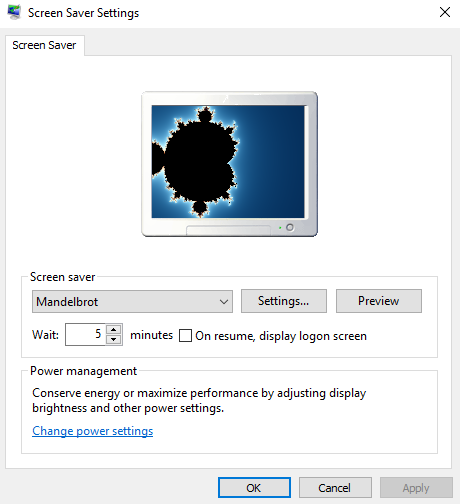 Screen Saver Settings
Screen Saver
Screen saver
Mandelbrot
Settings...
Preview
Wait: 5 minutes
On resume, display logon screen
Power management
Conserve energy or maximize performance by adjusting display
brightness and other power settings.
Change power settings
OK
Cancel
Apply